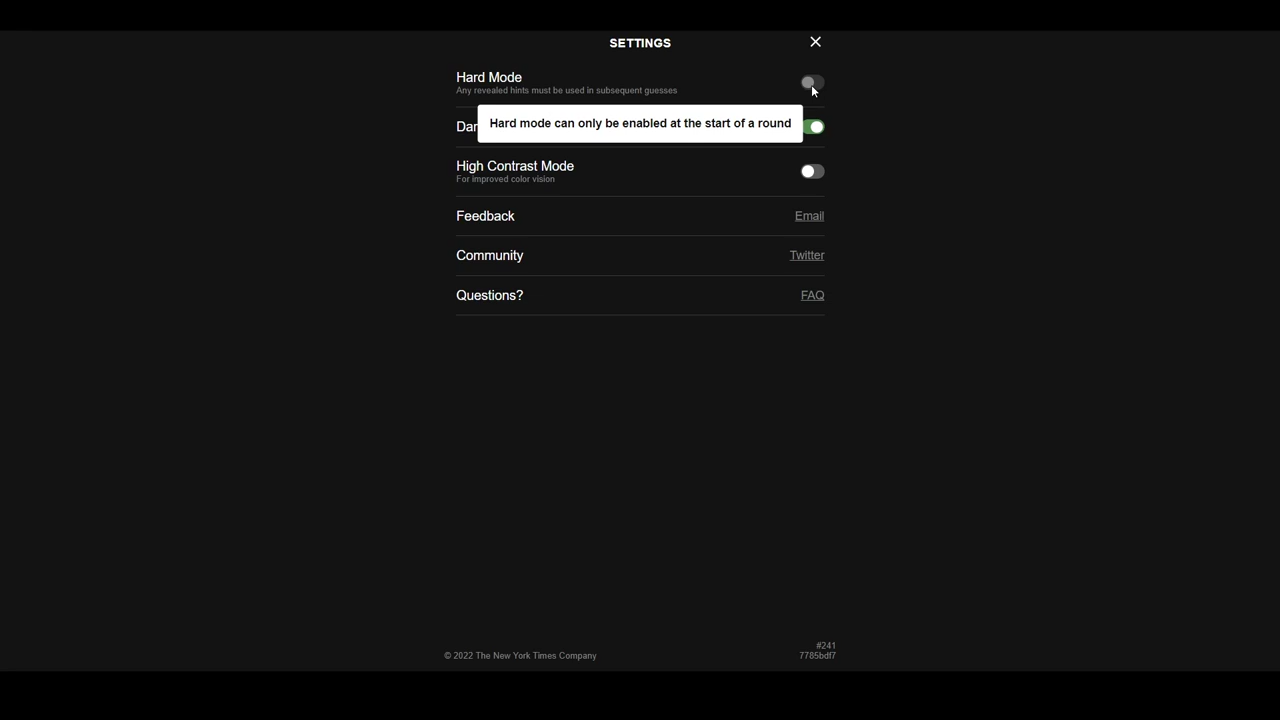 SETTINGS
Hard Mode
Any revealed hints must be used in subsequent guesses
Hard mode can only be enabled at the start of a round
Dar
High Contrast Mode
For improved color vision
Feedback
Email
Community
Twitter
Questions?
FAQ
#241
© 2022 The New York Times Company
7785bdf7